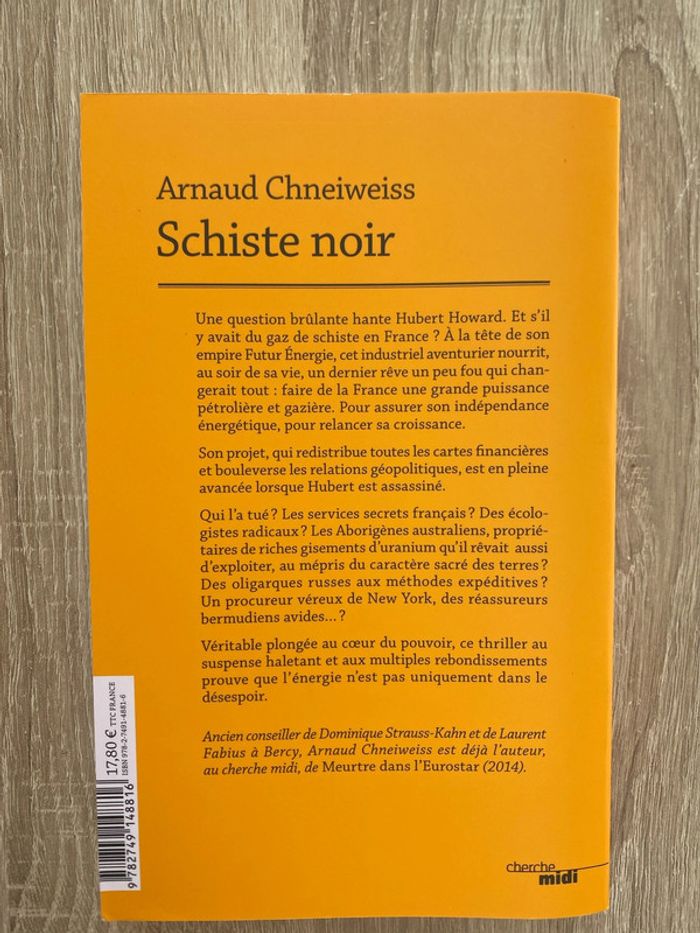 Arnaud Chneiweiss
Schiste noir
Une question brûlante hante Hubert Howard. Et s'il
y avait du gaz de schiste en France ? À la tête de son
empire Futur Énergie, cet industriel aventurier nourrit,
au soir de sa vie, un dernier rêve un peu fou qui chan-
gerait tout : faire de la France une grande puissance
pétrolière et gazière. Pour assurer son indépendance
énergétique, pour relancer sa croissance.
Son projet, qui redistribue toutes les cartes financières
et bouleverse les relations géopolitiques, est en pleine
avancée lorsque Hubert est assassiné.
Qui l'a tué ? Les services secrets français ? Des écolo-
gistes radicaux ? Les Aborigènes australiens, proprié-
taires de riches gisements d'uranium qu'il rêvait aussi
d'exploiter, au mépris du caractère sacré des terres ?
Des oligarques russes aux méthodes expéditives ?
Un procureur véreux de New York, des réassureurs
bermudiens avides... ?
Véritable plongée au cœur du pouvoir, ce thriller au
suspense haletant et aux multiples rebondissements
prouve que l'énergie n'est pas uniquement dans le
désespoir.
Ancien conseiller de Dominique Strauss-Kahn et de Laurent
Fabius à Bercy, Arnaud Chneiweiss est déjà l'auteur,
au cherche midi, de Meurtre dans l'Eurostar (2014).
17,80 € TTC FRANCE
ISBN 978-2-7491-4881-6
9 782749 148816
cherche
midi